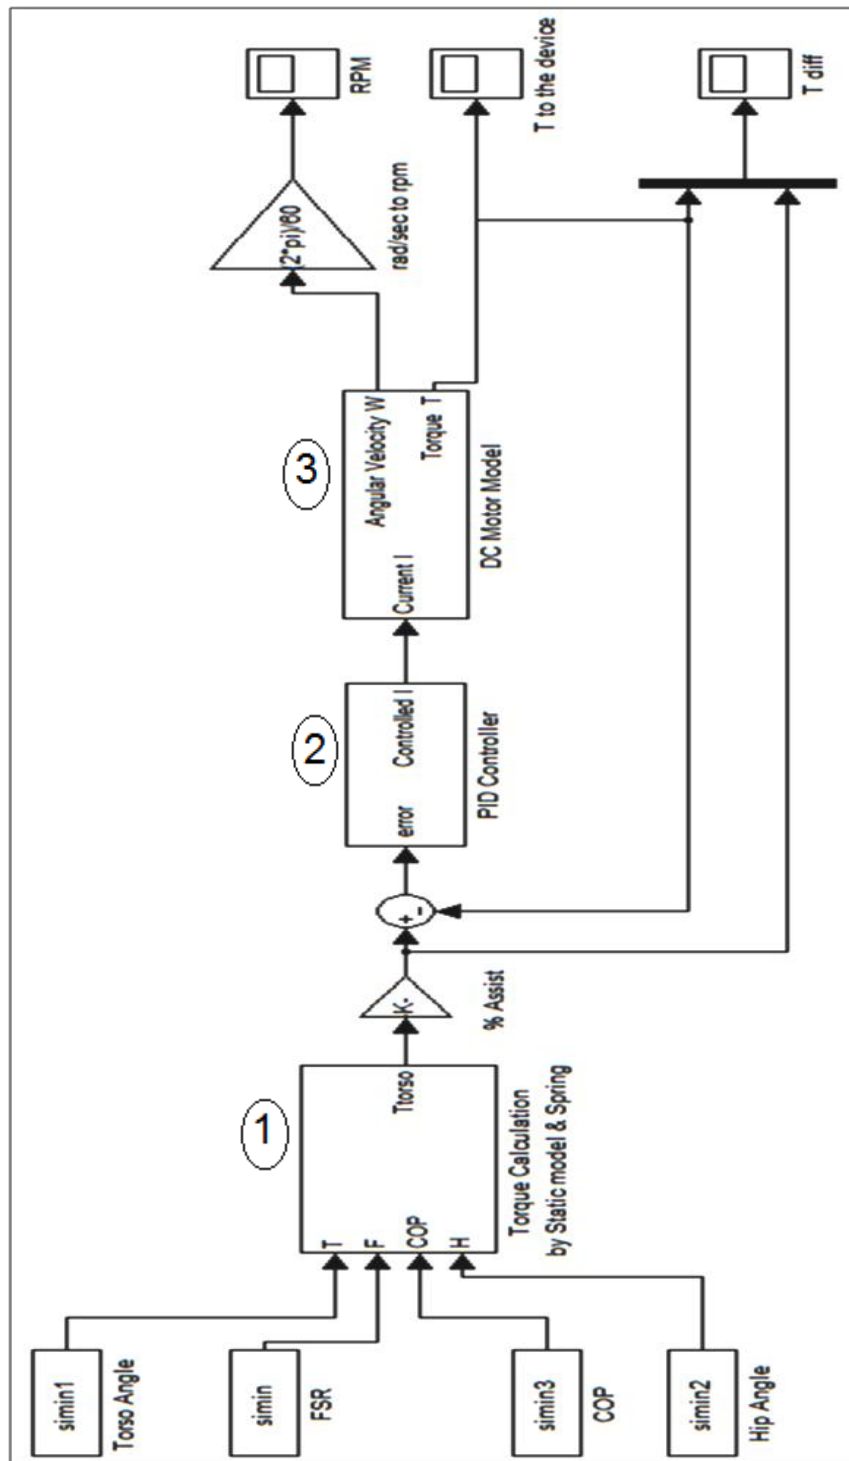 simin1
Torso Angle
simin
FSR
simin3
COP
simin2
Hip Angle
1
T
F
COP
H
Ttorso
Torque Calculation
by Static model & Spring
K-
% Assist
+
-
2
error
Controlled I
PID Controller
3
Current I
Angular Velocity W
Torque T
DC Motor Model
(2*pi)/60
rad/sec to rpm
RPM
T to the device
T diff